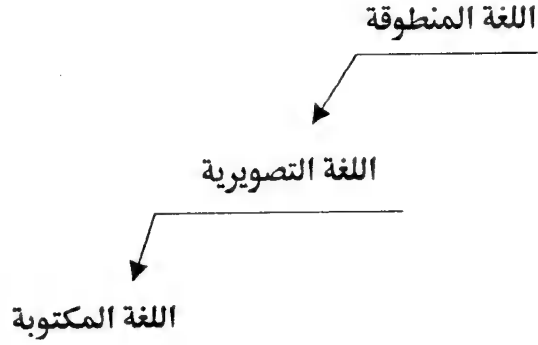 اللغة المنطوقة
اللغة التصويرية
اللغة المكتوبة